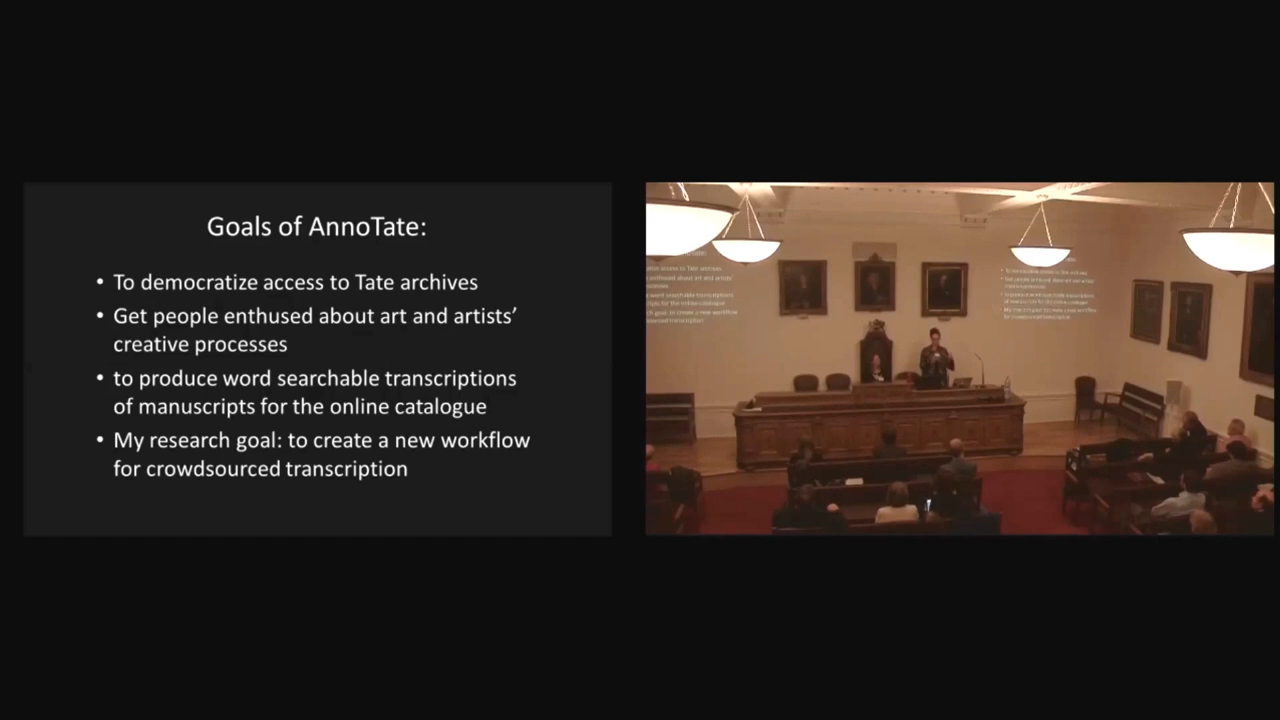 Goals of AnnoTate:
• To democratize access to Tate archives
• Get people enthused about art and artists’
creative processes
• to produce word searchable transcriptions
of manuscripts for the online catalogue
• My research goal: to create a new workflow
for crowdsourced transcription